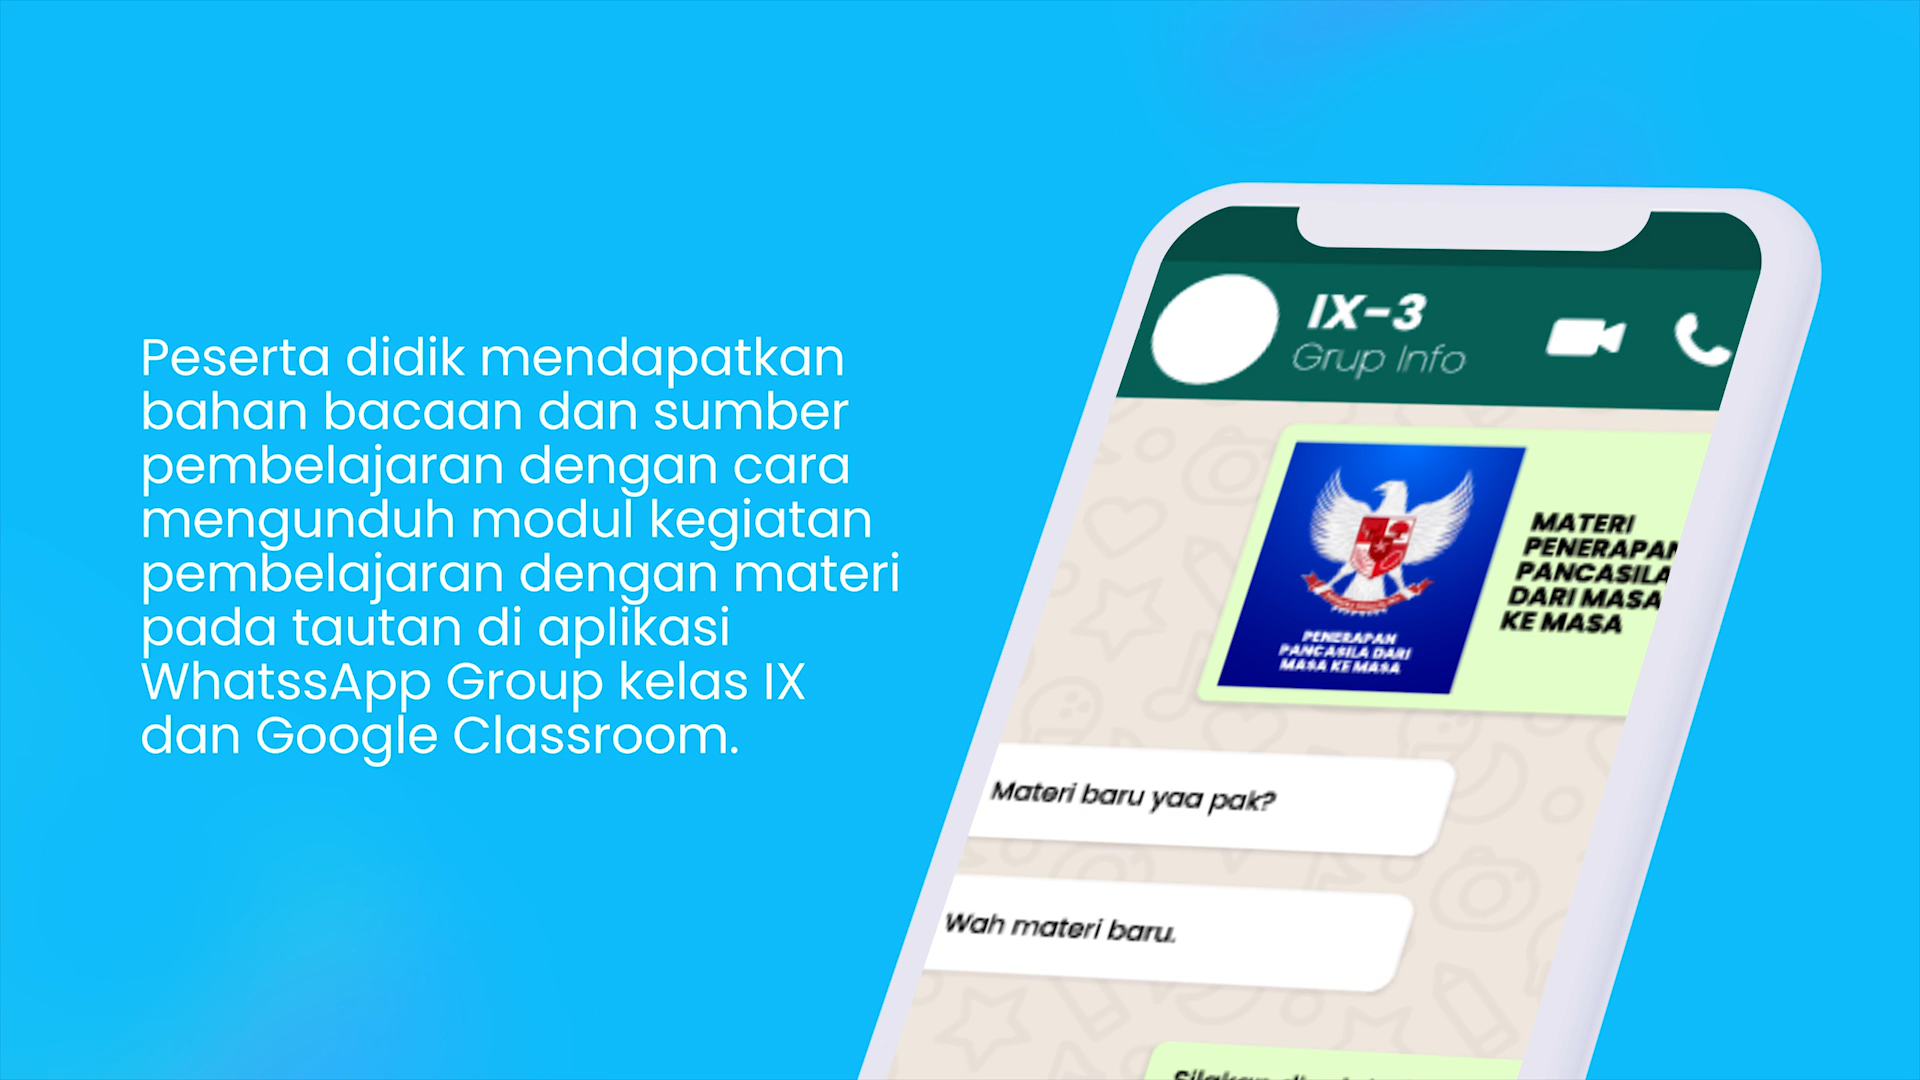 Peserta didik mendapatkan
bahan bacaan dan sumber
pembelajaran dengan cara
mengunduh modul kegiatan
pembelajaran dengan materi
pada tautan di aplikasi
WhatssApp Group kelas IX
dan Google Classroom.
IX-3
Grup Info
PENERAPAN
PANCASILA DARI
MASA KE MASA
MATERI
PENERAPAN
PANCASILA
DARI MASA
KE MASA
Materi baru yaa pak?
Wah materi baru.